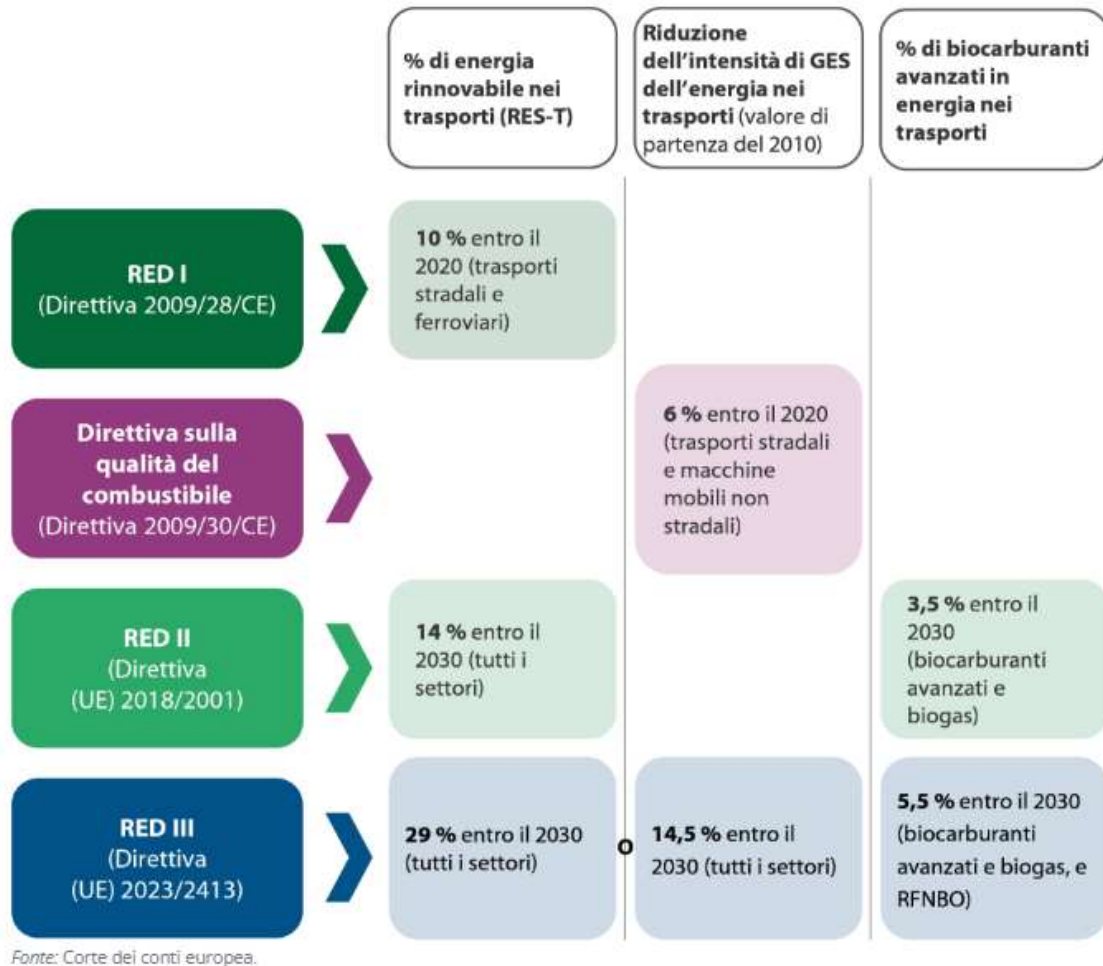 % di energia
rinnovabile nei
trasporti (RES-T)
Riduzione
dell'intensità di GES
dell'energia nei
trasporti (valore di
partenza del 2010)
% di biocarburanti
avanzati in
energia nei
trasporti
RED I
(Direttiva 2009/28/CE)
10 % entro il
2020 (trasporti
stradali e
ferroviari)
Direttiva sulla
qualità del
combustibile
(Direttiva 2009/30/CE)
6 % entro il 2020
(trasporti stradali
e macchine
mobili non
stradali)
RED II
(Direttiva
(UE) 2018/2001)
14 % entro il
2030 (tutti i
settori)
3,5 % entro il
2030
(biocarburanti
avanzati e
biogas)
RED III
(Direttiva
(UE) 2023/2413)
29 % entro il 2030
(tutti i settori)
o
14,5 % entro il
2030 (tutti i settori)
5,5 % entro il 2030
(biocarburanti
avanzati e biogas, e
RFNBO)
Fonte: Corte dei conti europea.